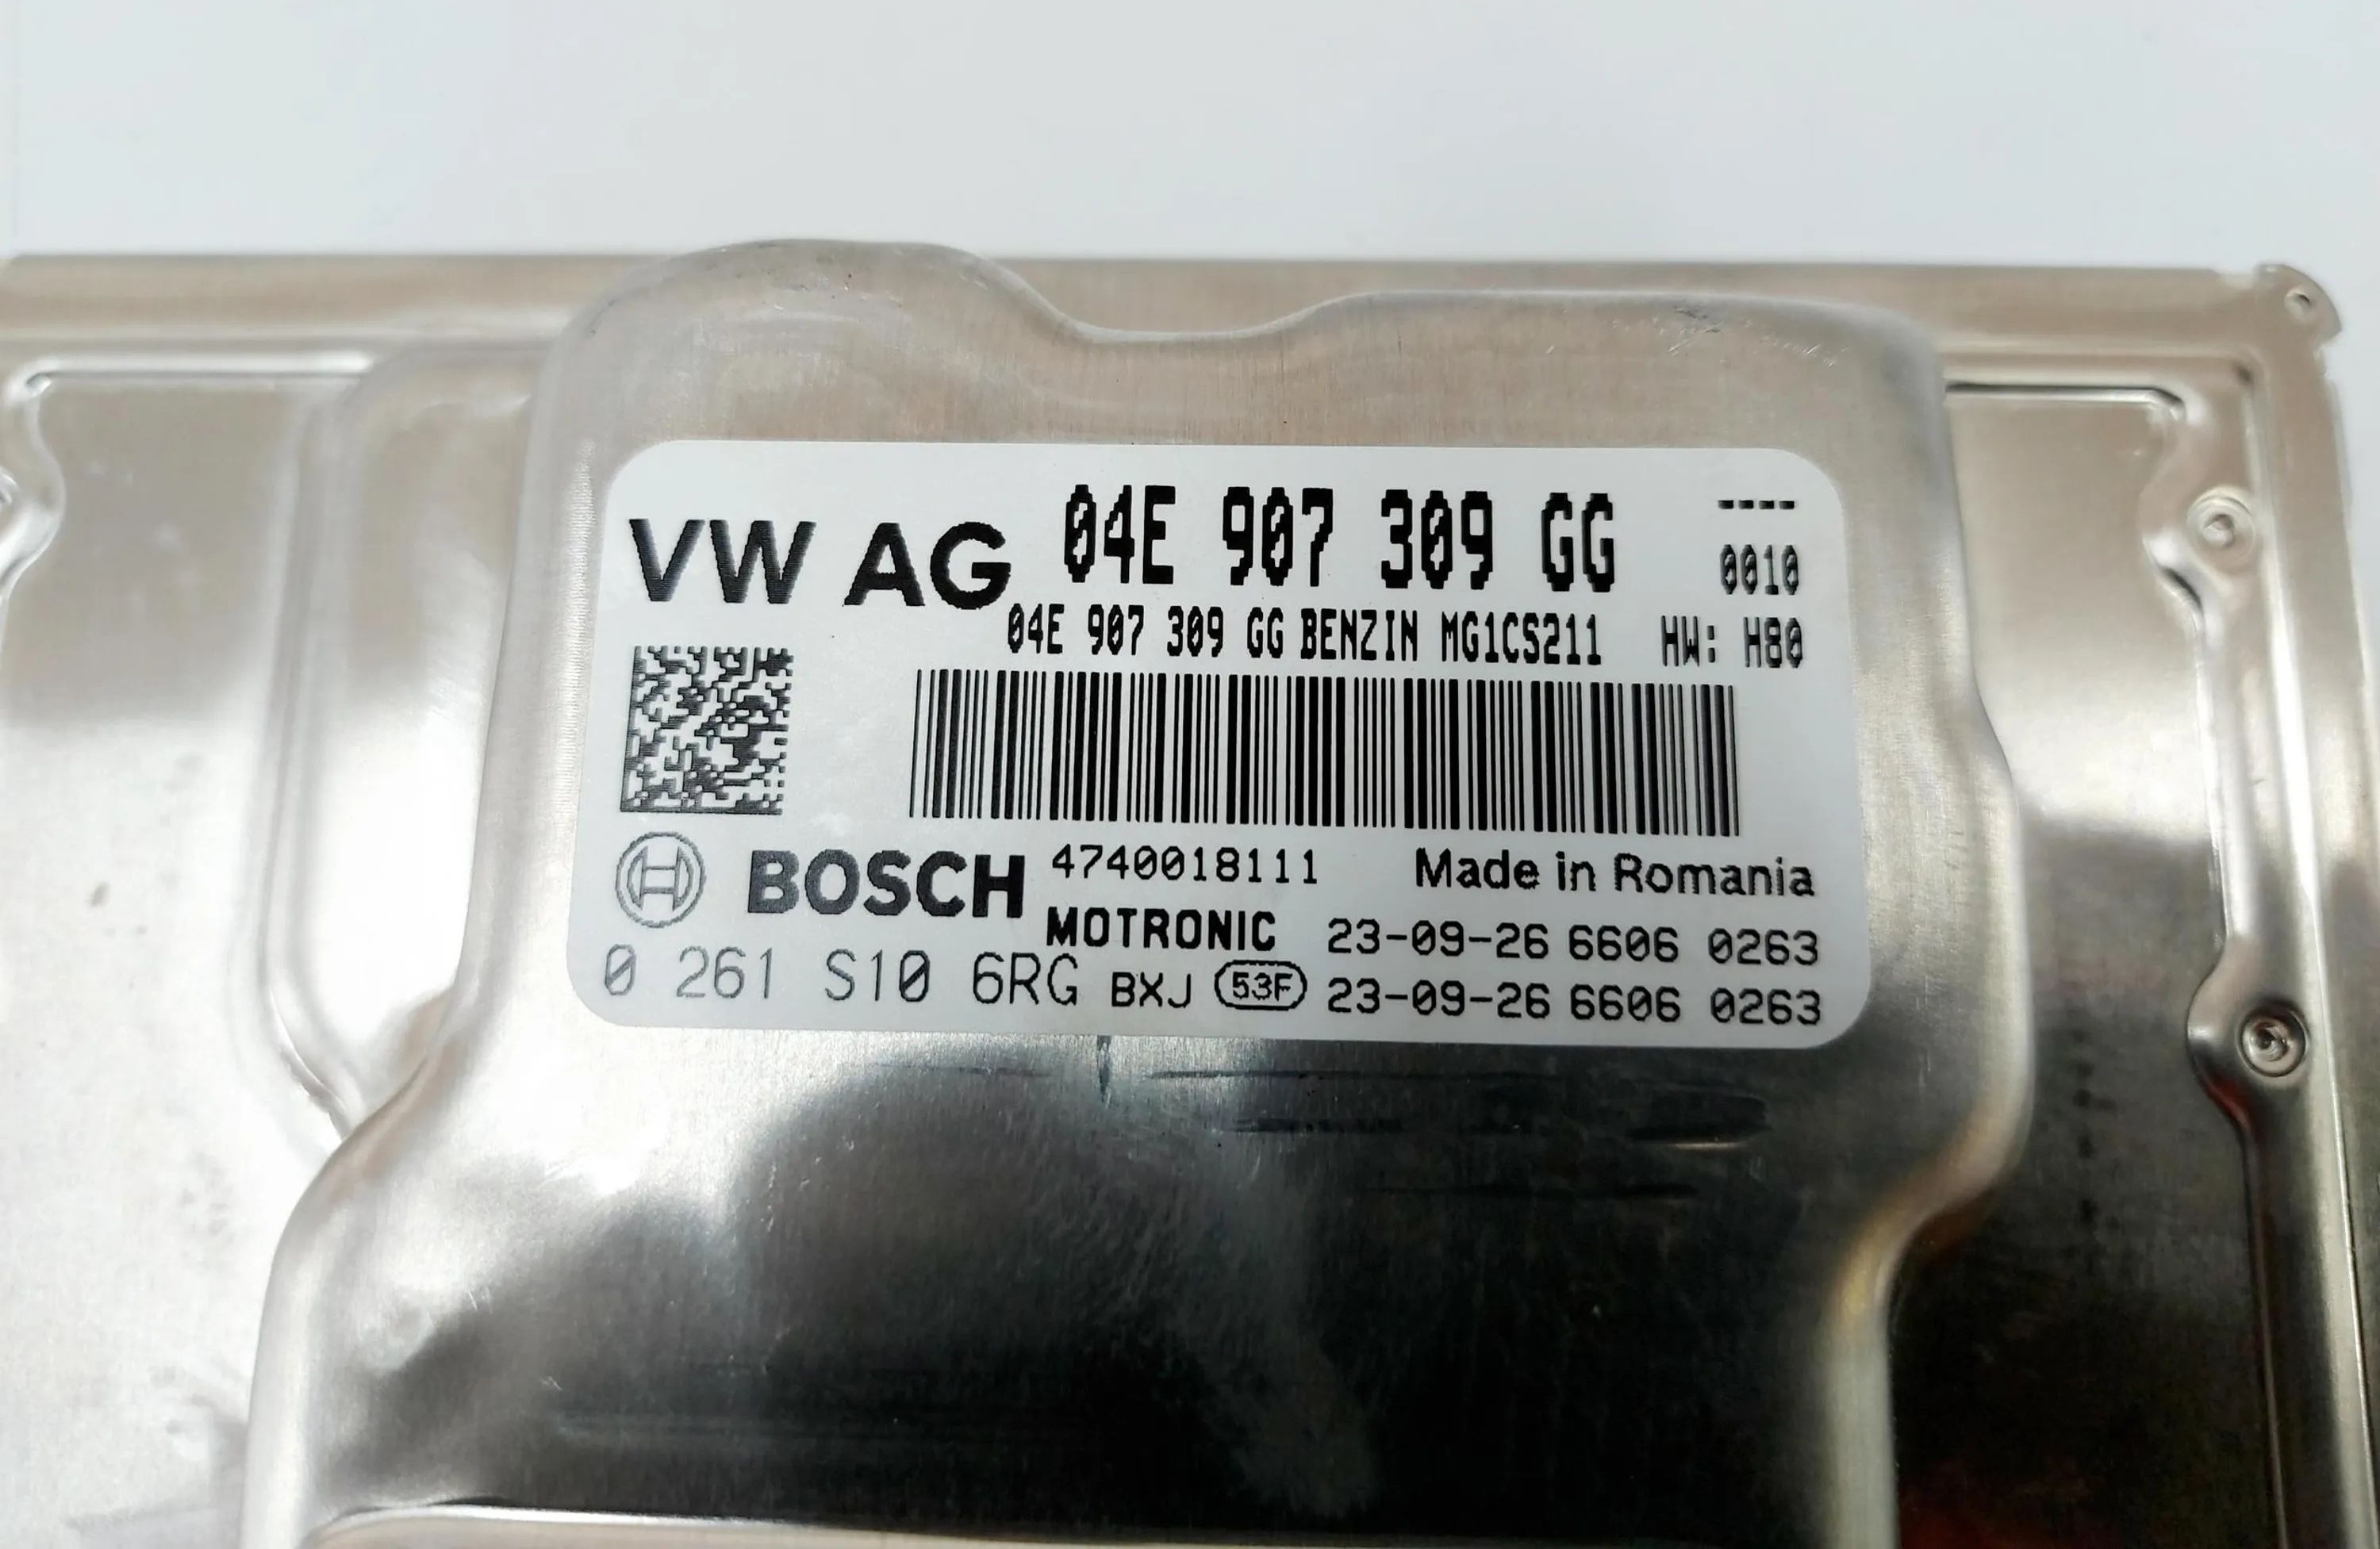 VW AG 04E 907 309 GG ----
0010
04E 907 309 GG BENZIN MG1CS211 HW: H80
BOSCH 4740018111 Made in Romania
MOTRONIC 23-09-26 6606 0263
0 261 S10 6RG BXJ 53F 23-09-26 6606 0263